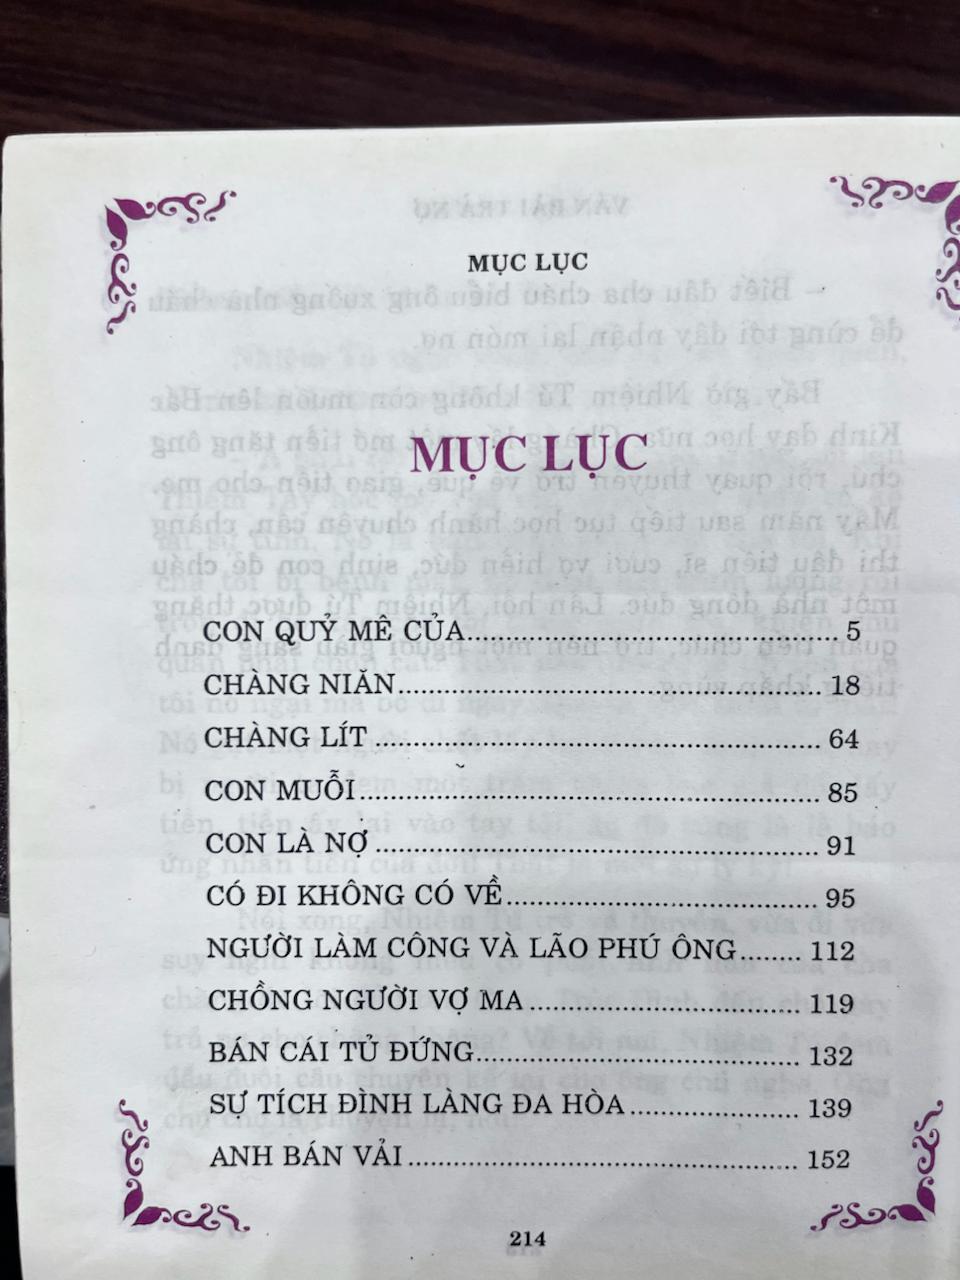 MỤC LỤC
MỤC LỤC
CON QUỶ MÊ CỦA........................................ 5
CHÀNG NIĂN............................................... 18
CHÀNG LÍT .................................................. 64
CON MUỖI.................................................... 85
CON LÀ NỢ .................................................. 91
CÓ ĐI KHÔNG CÓ VỀ.................................. 95
NGƯỜI LÀM CÔNG VÀ LÃO PHÚ ÔNG........ 112
CHỒNG NGƯỜI VỢ MA.............................. 119
BÁN CÁI TỦ ĐỨNG.................................... 132
SỰ TÍCH ĐÌNH LÀNG ĐA HÒA................... 139
ANH BÁN VẢI ............................................ 152
214